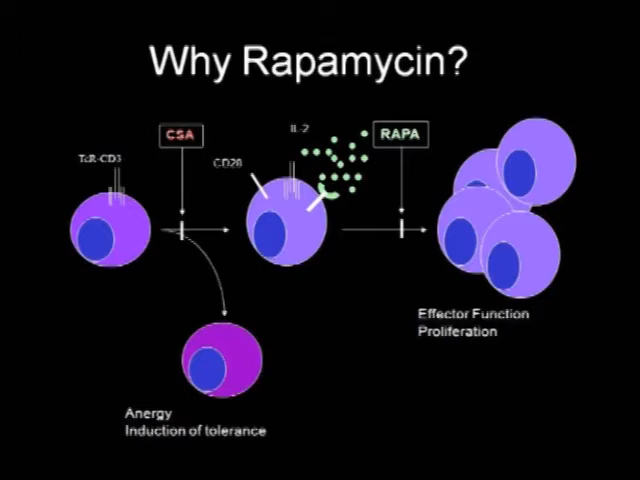 Why Rapamycin?
CSA
IL-2
RAPA
TcR-CD3
CD28
Effector Function
Proliferation
Anergy
Induction of tolerance